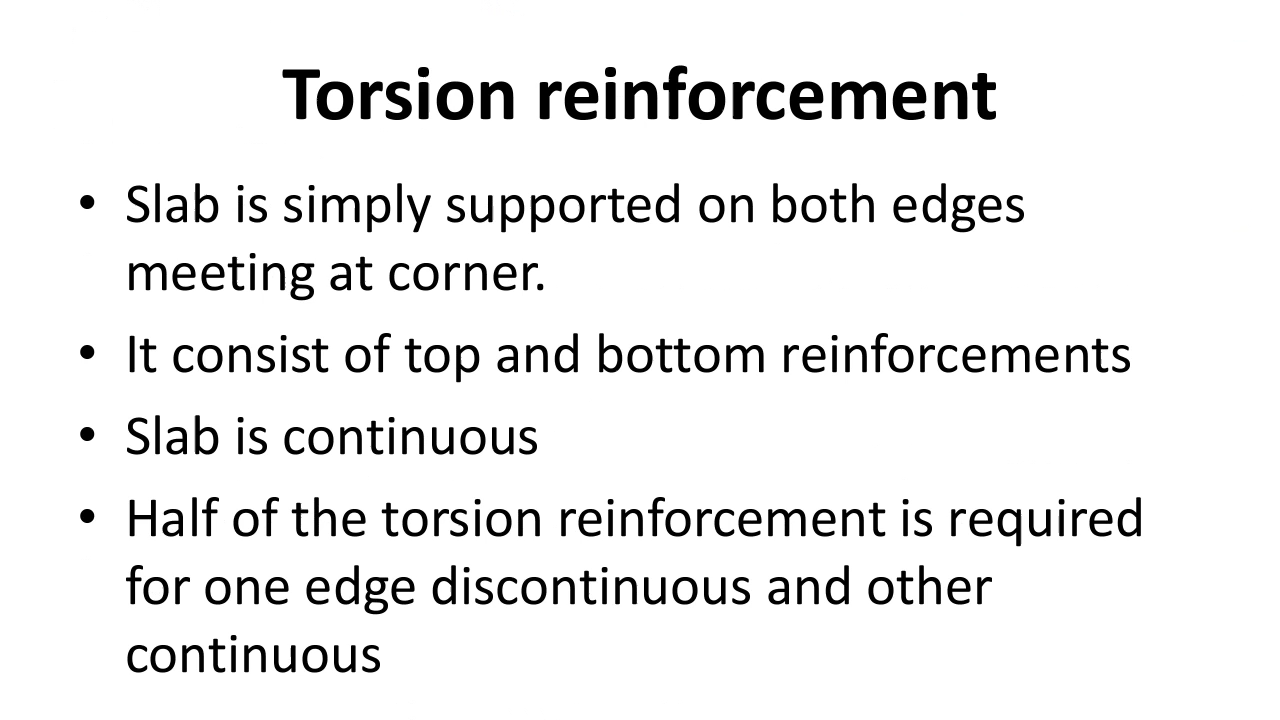 Torsion reinforcement
• Slab is simply supported on both edges
meeting at corner.
• It consist of top and bottom reinforcements
• Slab is continuous
• Half of the torsion reinforcement is required
for one edge discontinuous and other
continuous